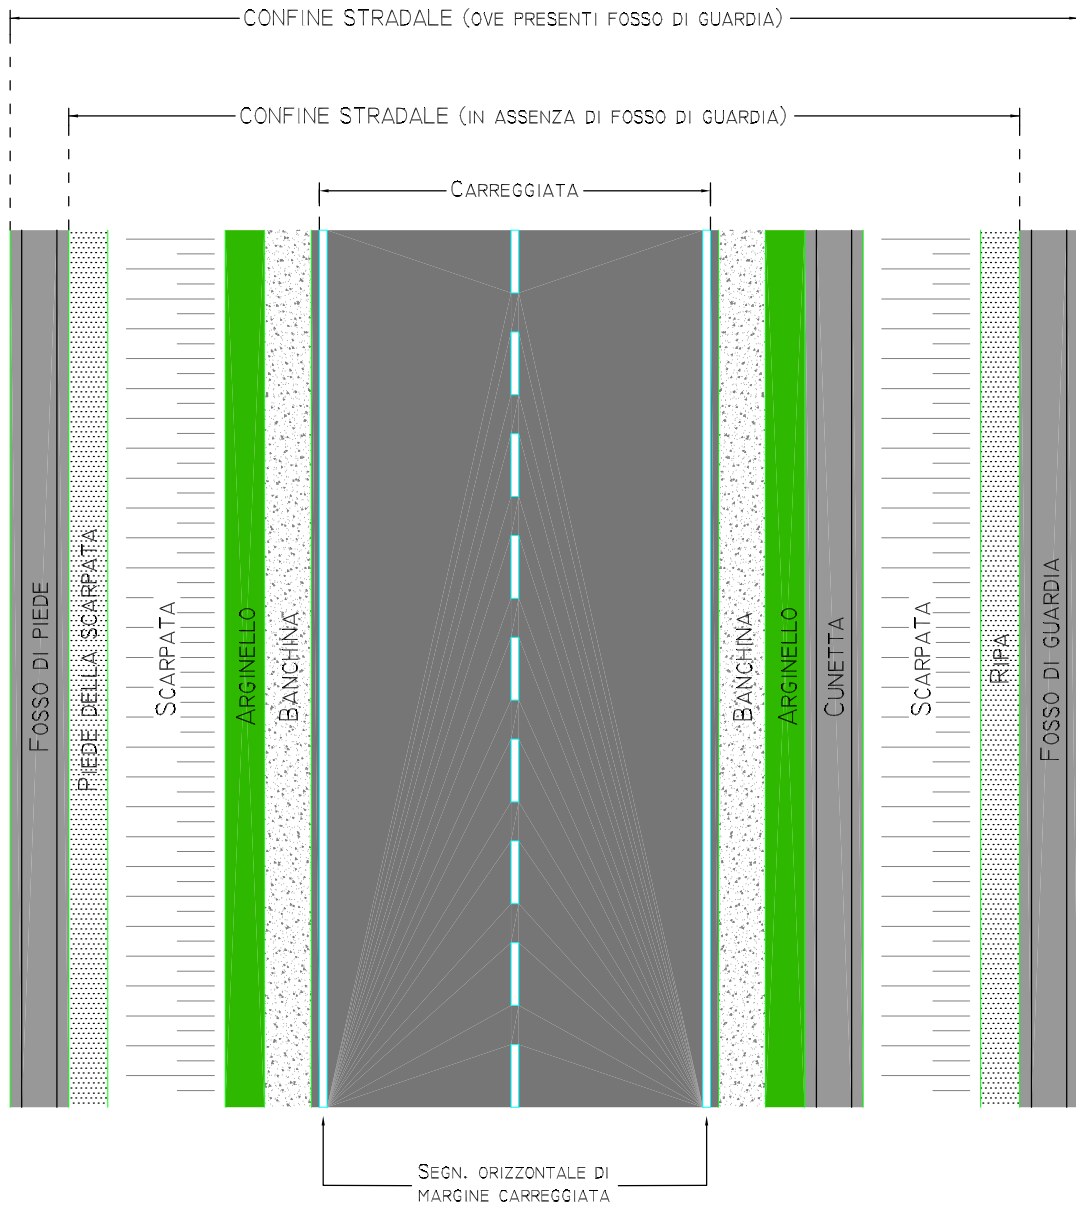 CONFINE STRADALE (OVE PRESENTI FOSSO DI GUARDIA)
CONFINE STRADALE (IN ASSENZA DI FOSSO DI GUARDIA)
CARREGGIATA
FOSSO DI PIEDE
PIEDE DELLA SCARPATA
SCARPATA
ARGINELLO
BANCHINA
BANCHINA
ARGINELLO
CUNETTA
SCARPATA
RIPA
FOSSO DI GUARDIA
SEGN. ORIZZONTALE DI
MARGINE CARREGGIATA